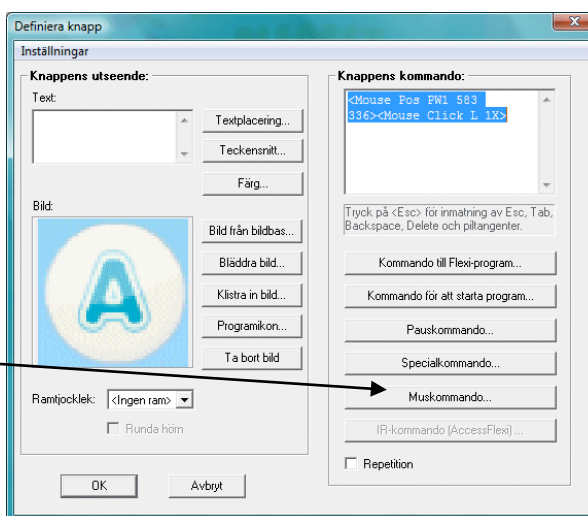 Definiera knapp
Inställningar
Knappens utseende:
Text:
Textplacering...
Teckensnitt...
Färg...
Bild:
A
Bild från bildbas...
Bläddra bild...
Klistra in bild...
Programikon...
Ta bort bild
Ramtjocklek:
<Ingen ram>
Runda hörn
OK
Avbryt
Knappens kommando:
<Mouse Pos PW1 583
336><Mouse Click L 1X>
Tryck på <Esc> för inmatning av Esc, Tab,
Backspace, Delete och piltangenter.
Kommando till Flexi-program...
Kommando för att starta program...
Pauskommando...
Specialkommando...
Muskommando...
IR-kommando (AccessFlexi) ...
Repetition